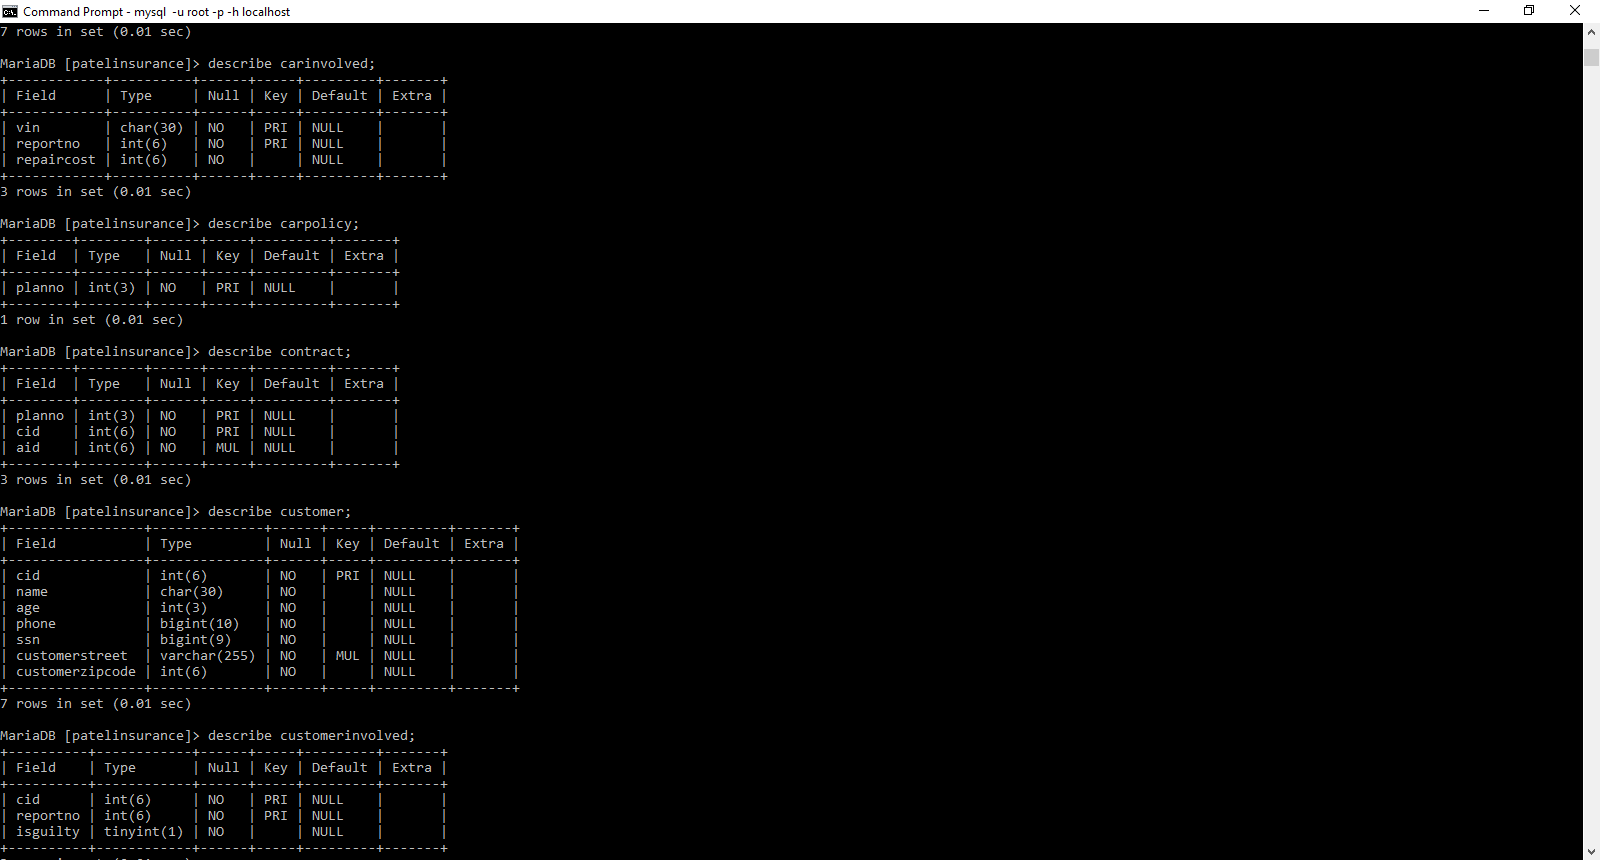 Command Prompt - mysql  -u root -p -h localhost
7 rows in set (0.01 sec)
MariaDB [patelinsurance]> describe carinvolved;
+------------+----------+------+-----+---------+-------+
| Field      | Type     | Null | Key | Default | Extra |
+------------+----------+------+-----+---------+-------+
| vin        | char(30) | NO   | PRI | NULL    |       |
| reportno   | int(6)   | NO   | PRI | NULL    |       |
| repaircost | int(6)   | NO   |     | NULL    |       |
+------------+----------+------+-----+---------+-------+
3 rows in set (0.01 sec)
MariaDB [patelinsurance]> describe carpolicy;
+--------+--------+------+-----+---------+-------+
| Field  | Type   | Null | Key | Default | Extra |
+--------+--------+------+-----+---------+-------+
| planno | int(3) | NO   | PRI | NULL    |       |
+--------+--------+------+-----+---------+-------+
1 row in set (0.01 sec)
MariaDB [patelinsurance]> describe contract;
+--------+--------+------+-----+---------+-------+
| Field  | Type   | Null | Key | Default | Extra |
+--------+--------+------+-----+---------+-------+
| planno | int(3) | NO   | PRI | NULL    |       |
| cid    | int(6) | NO   | PRI | NULL    |       |
| aid    | int(6) | NO   | MUL | NULL    |       |
+--------+--------+------+-----+---------+-------+
3 rows in set (0.01 sec)
MariaDB [patelinsurance]> describe customer;
+-----------------+--------------+------+-----+---------+-------+
| Field           | Type         | Null | Key | Default | Extra |
+-----------------+--------------+------+-----+---------+-------+
| cid             | int(6)       | NO   | PRI | NULL    |       |
| name            | char(30)     | NO   |     | NULL    |       |
| age             | int(3)       | NO   |     | NULL    |       |
| phone           | bigint(10)   | NO   |     | NULL    |       |
| ssn             | bigint(9)    | NO   |     | NULL    |       |
| customerstreet  | varchar(255) | NO   | MUL | NULL    |       |
| customerzipcode | int(6)       | NO   |     | NULL    |       |
+-----------------+--------------+------+-----+---------+-------+
7 rows in set (0.01 sec)
MariaDB [patelinsurance]> describe customerinvolved;
+----------+------------+------+-----+---------+-------+
| Field    | Type       | Null | Key | Default | Extra |
+----------+------------+------+-----+---------+-------+
| cid      | int(6)     | NO   | PRI | NULL    |       |
| reportno | int(6)     | NO   | PRI | NULL    |       |
| isguilty | tinyint(1) | NO   |     | NULL    |       |
+----------+------------+------+-----+---------+-------+